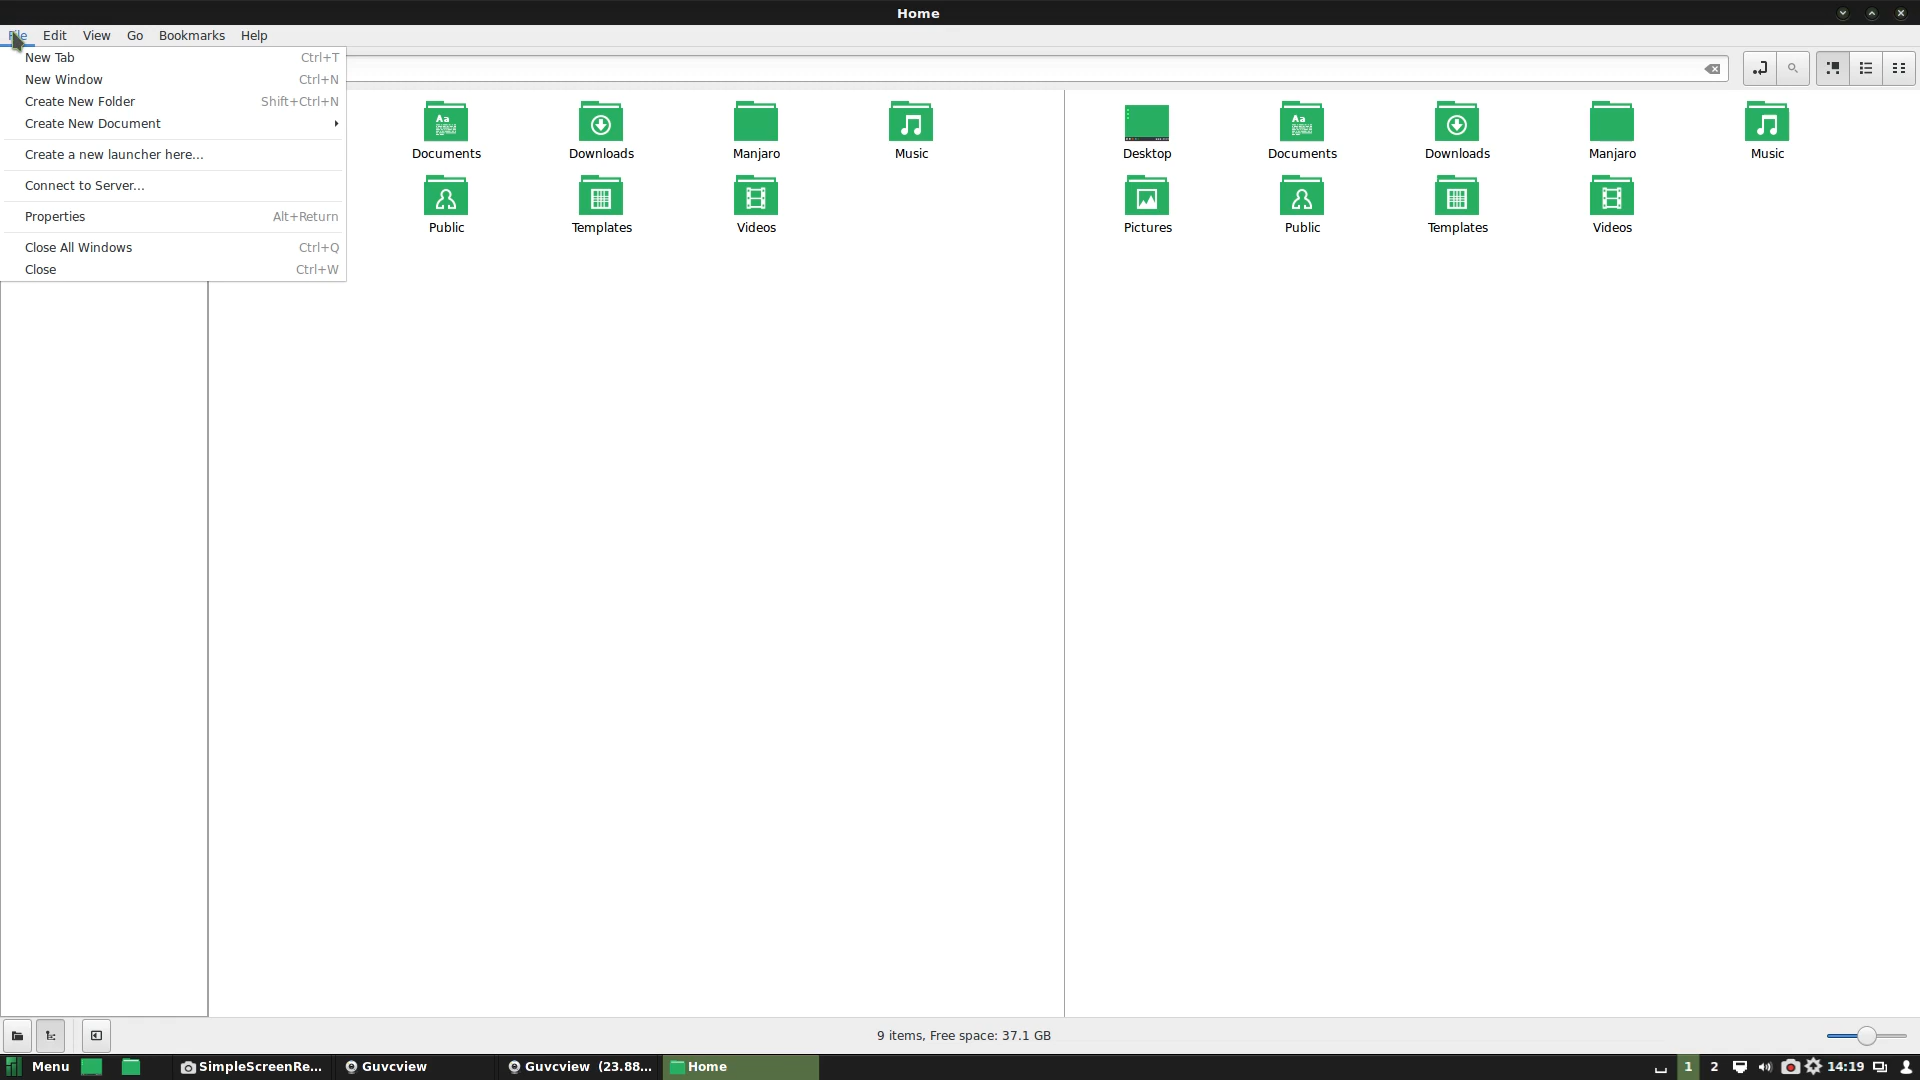 Home
File Edit View Go Bookmarks Help
New Tab Ctrl+T
New Window Ctrl+N
Create New Folder Shift+Ctrl+N
Create New Document
Create a new launcher here...
Connect to Server...
Properties Alt+Return
Close All Windows Ctrl+Q
Close Ctrl+W
Documents Downloads Manjaro Music
Public Templates Videos
Desktop Documents Downloads Manjaro Music
Pictures Public Templates Videos
9 items, Free space: 37.1 GB
Menu SimpleScreenRe... Guvcview Guvcview (23.88... Home 1 2 14:19